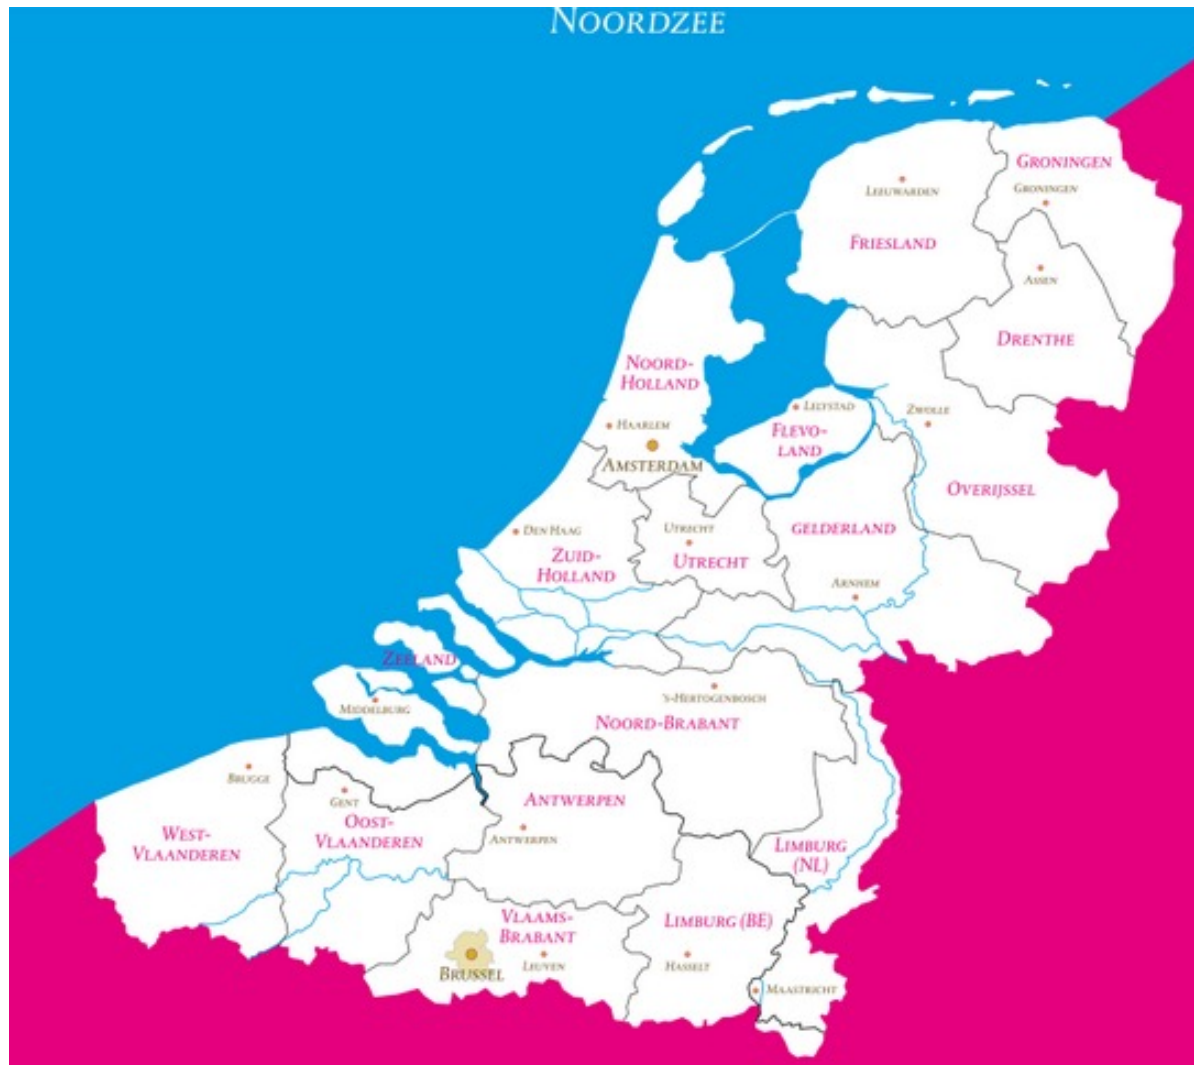 NOORDZEE
GRONINGEN
GRONINGEN
LEEUWARDEN
FRIESLAND
ASSEN
DRENTHE
NOORD-
HOLLAND
HAARLEM
AMSTERDAM
LELYSTAD
FLEVO-
LAND
ZWOLLE
OVERIJSSEL
GELDERLAND
DEN HAAG
ZUID-
HOLLAND
UTRECHT
UTRECHT
ARNHEM
ZEELAND
MIDDELBURG
'S-HERTOGENBOSCH
NOORD-BRABANT
BRUGGE
GENT
WEST-
VLAANDEREN
OOST-
VLAANDEREN
ANTWERPEN
ANTWERPEN
LIMBURG
(NL)
VLAAMS-
BRABANT
LIMBURG (BE)
BRUSSEL
LEUVEN
HASSELT
MAASTRICHT